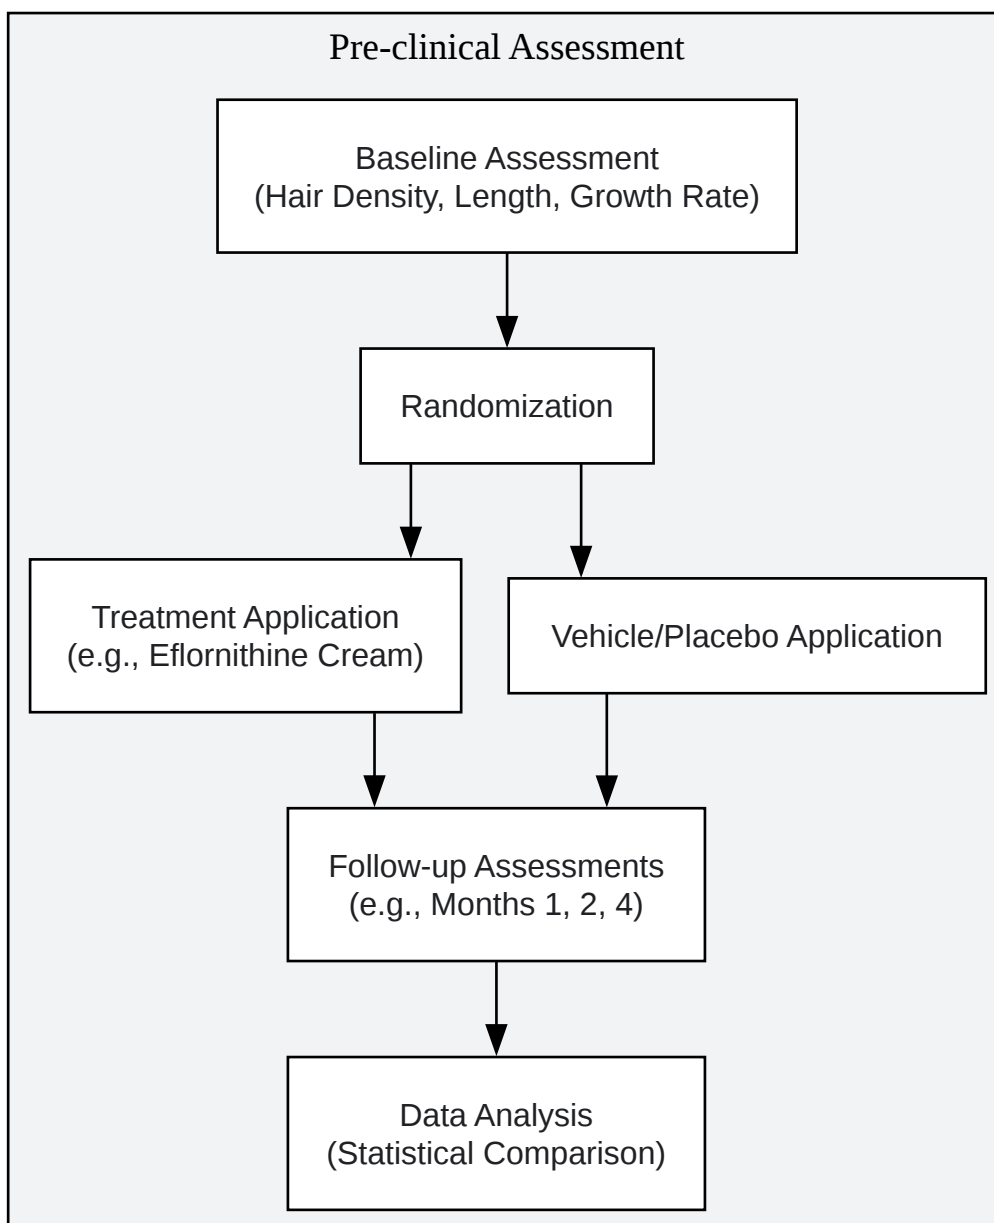 Pre-clinical Assessment
Baseline Assessment
(Hair Density, Length, Growth Rate)
Randomization
Treatment Application
(e.g., Eflornithine Cream)
Vehicle/Placebo Application
Follow-up Assessments
(e.g., Months 1, 2, 4)
Data Analysis
(Statistical Comparison)